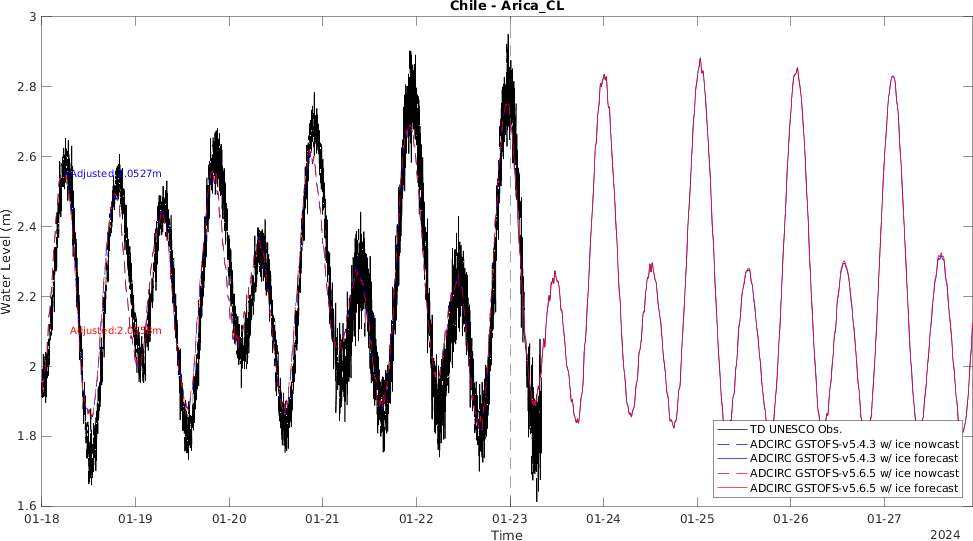 Chile - Arica_CL
Water Level (m)
3
2.8
2.6
2.4
2.2
2
1.8
1.6
TD UNESCO Obs.
ADCIRC GSTOFS-v5.4.3 w/ ice nowcast
ADCIRC GSTOFS-v5.4.3 w/ ice forecast
ADCIRC GSTOFS-v5.6.5 w/ ice nowcast
ADCIRC GSTOFS-v5.6.5 w/ ice forecast
01-18 01-19 01-20 01-21 01-22 01-23 01-24 01-25 01-26 01-27
Time
2024